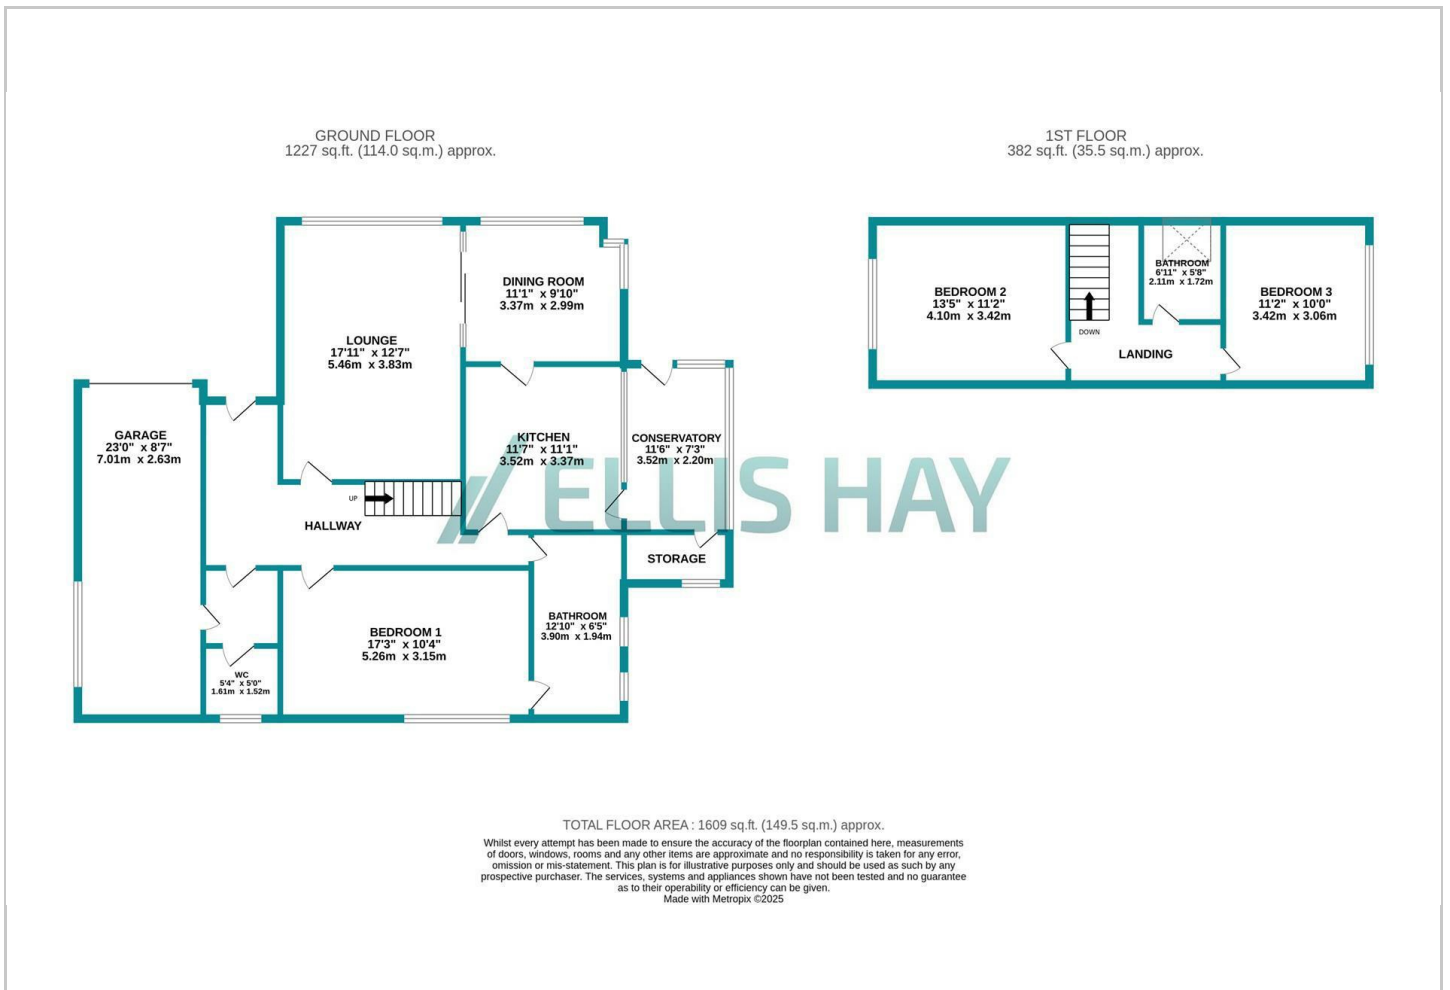 GROUND FLOOR
1227 sq.ft. (114.0 sq.m.) approx.
1ST FLOOR
382 sq.ft. (35.5 sq.m.) approx.
DINING ROOM
11'1" x 9'10"
3.37m x 2.99m
LOUNGE
17'11" x 12'7"
5.46m x 3.83m
GARAGE
23'0" x 8'7"
7.01m x 2.63m
KITCHEN
11'7" x 11'1"
3.52m x 3.37m
CONSERVATORY
11'6" x 7'3"
3.52m x 2.20m
UP
HALLWAY
STORAGE
BEDROOM 1
17'3" x 10'4"
5.26m x 3.15m
BATHROOM
12'10" x 6'5"
3.90m x 1.94m
WC
5'4" x 5'0"
1.61m x 1.52m
BEDROOM 2
13'5" x 11'2"
4.10m x 3.42m
BATHROOM
6'11" x 5'8"
2.11m x 1.72m
BEDROOM 3
11'2" x 10'0"
3.42m x 3.06m
DOWN
LANDING
ELLIS HAY
TOTAL FLOOR AREA : 1609 sq.ft. (149.5 sq.m.) approx.
Whilst every attempt has been made to ensure the accuracy of the floorplan contained here, measurements
of doors, windows, rooms and any other items are approximate and no responsibility is taken for any error,
omission or mis-statement. This plan is for illustrative purposes only and should be used as such by any
prospective purchaser. The services, systems and appliances shown have not been tested and no guarantee
as to their operability or efficiency can be given.
Made with Metropix ©2025